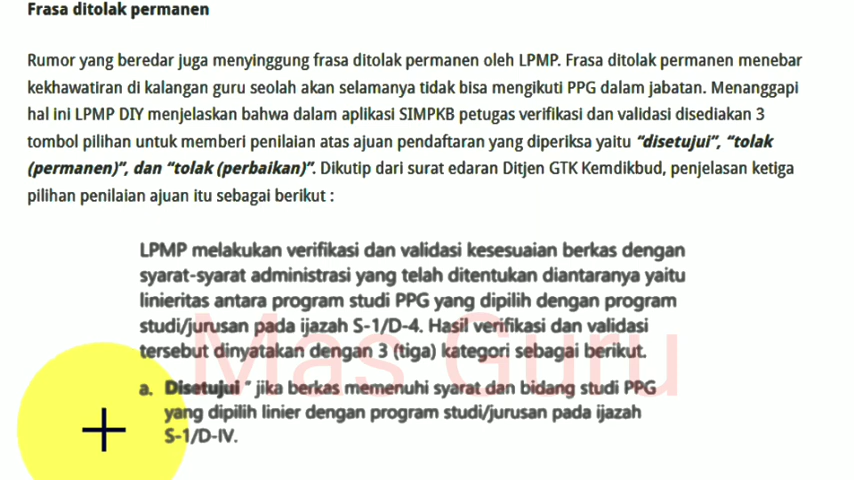 Frasa ditolak permanen
Rumor yang beredar juga menyinggung frasa ditolak permanen oleh LPMP. Frasa ditolak permanen menebar
kekhawatiran di kalangan guru seolah akan selamanya tidak bisa mengikuti PPG dalam jabatan. Menanggapi
hal ini LPMP DIY menjelaskan bahwa dalam aplikasi SIMPKB petugas verifikasi dan validasi disediakan 3
tombol pilihan untuk memberi penilaian atas ajuan pendaftaran yang diperiksa yaitu “disetujui”, “tolak
(permanen)”, dan “tolak (perbaikan)”. Dikutip dari surat edaran Ditjen GTK Kemdikbud, penjelasan ketiga
pilihan penilaian ajuan itu sebagai berikut :
LPMP melakukan verifikasi dan validasi kesesuaian berkas dengan
syarat-syarat administrasi yang telah ditentukan diantaranya yaitu
linieritas antara program studi PPG yang dipilih dengan program
studi/jurusan pada ijazah S-1/D-4. Hasil verifikasi dan validasi
tersebut dinyatakan dengan 3 (tiga) kategori sebagai berikut.
a. Disetujui " jika berkas memenuhi syarat dan bidang studi PPG
yang dipilih linier dengan program studi/jurusan pada ijazah
S-1/D-IV.
Mas Guru